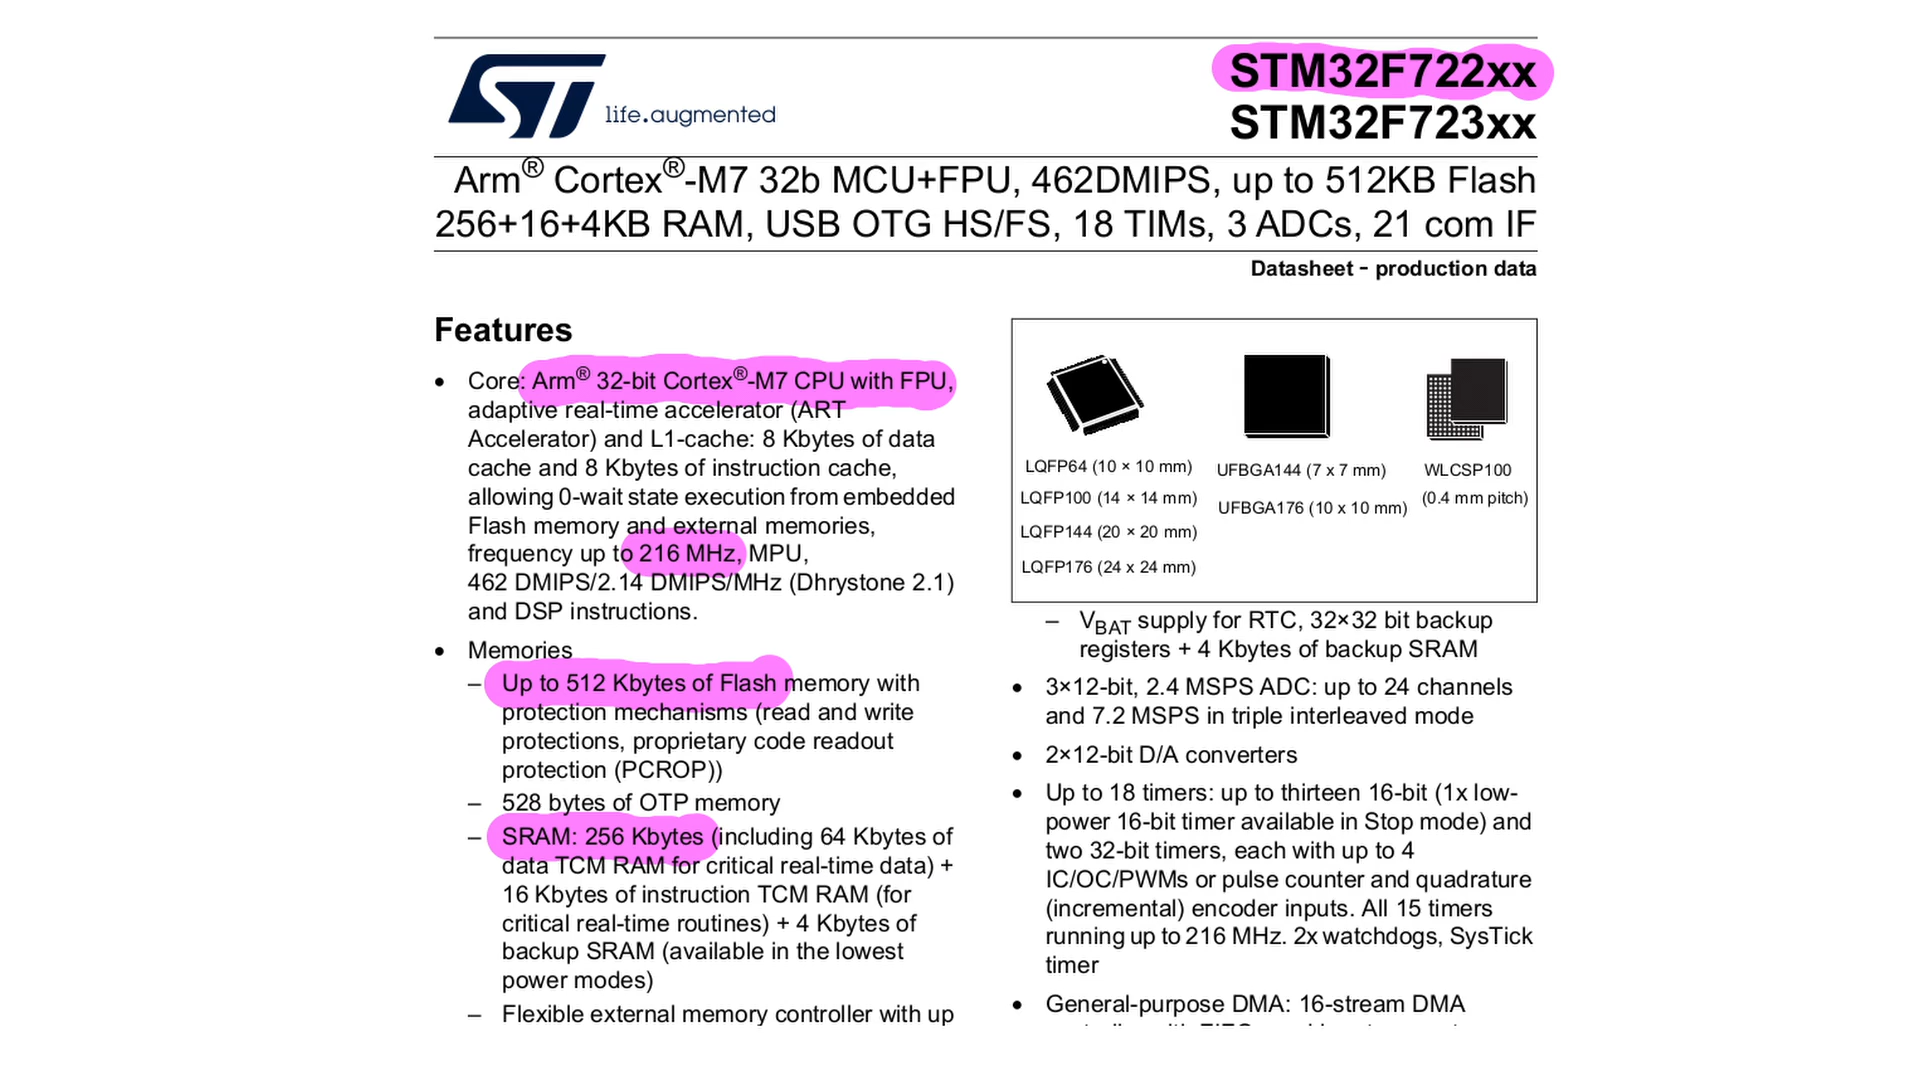 ST life.augmented
STM32F722xx
STM32F723xx
Arm® Cortex®-M7 32b MCU+FPU, 462DMIPS, up to 512KB Flash
256+16+4KB RAM, USB OTG HS/FS, 18 TIMs, 3 ADCs, 21 com IF
Datasheet - production data
Features
• Core: Arm® 32-bit Cortex®-M7 CPU with FPU,
adaptive real-time accelerator (ART
Accelerator) and L1-cache: 8 Kbytes of data
cache and 8 Kbytes of instruction cache,
allowing 0-wait state execution from embedded
Flash memory and external memories,
frequency up to 216 MHz, MPU,
462 DMIPS/2.14 DMIPS/MHz (Dhrystone 2.1)
and DSP instructions.
• Memories
– Up to 512 Kbytes of Flash memory with
protection mechanisms (read and write
protections, proprietary code readout
protection (PCROP))
– 528 bytes of OTP memory
– SRAM: 256 Kbytes (including 64 Kbytes of
data TCM RAM for critical real-time data) +
16 Kbytes of instruction TCM RAM (for
critical real-time routines) + 4 Kbytes of
backup SRAM (available in the lowest
power modes)
– Flexible external memory controller with up
LQFP64 (10 × 10 mm)
LQFP100 (14 × 14 mm)
LQFP144 (20 × 20 mm)
LQFP176 (24 x 24 mm)
UFBGA144 (7 x 7 mm)
UFBGA176 (10 x 10 mm)
WLCSP100
(0.4 mm pitch)
– VBAT supply for RTC, 32×32 bit backup
registers + 4 Kbytes of backup SRAM
• 3×12-bit, 2.4 MSPS ADC: up to 24 channels
and 7.2 MSPS in triple interleaved mode
• 2×12-bit D/A converters
• Up to 18 timers: up to thirteen 16-bit (1x low-
power 16-bit timer available in Stop mode) and
two 32-bit timers, each with up to 4
IC/OC/PWMs or pulse counter and quadrature
(incremental) encoder inputs. All 15 timers
running up to 216 MHz. 2x watchdogs, SysTick
timer
• General-purpose DMA: 16-stream DMA